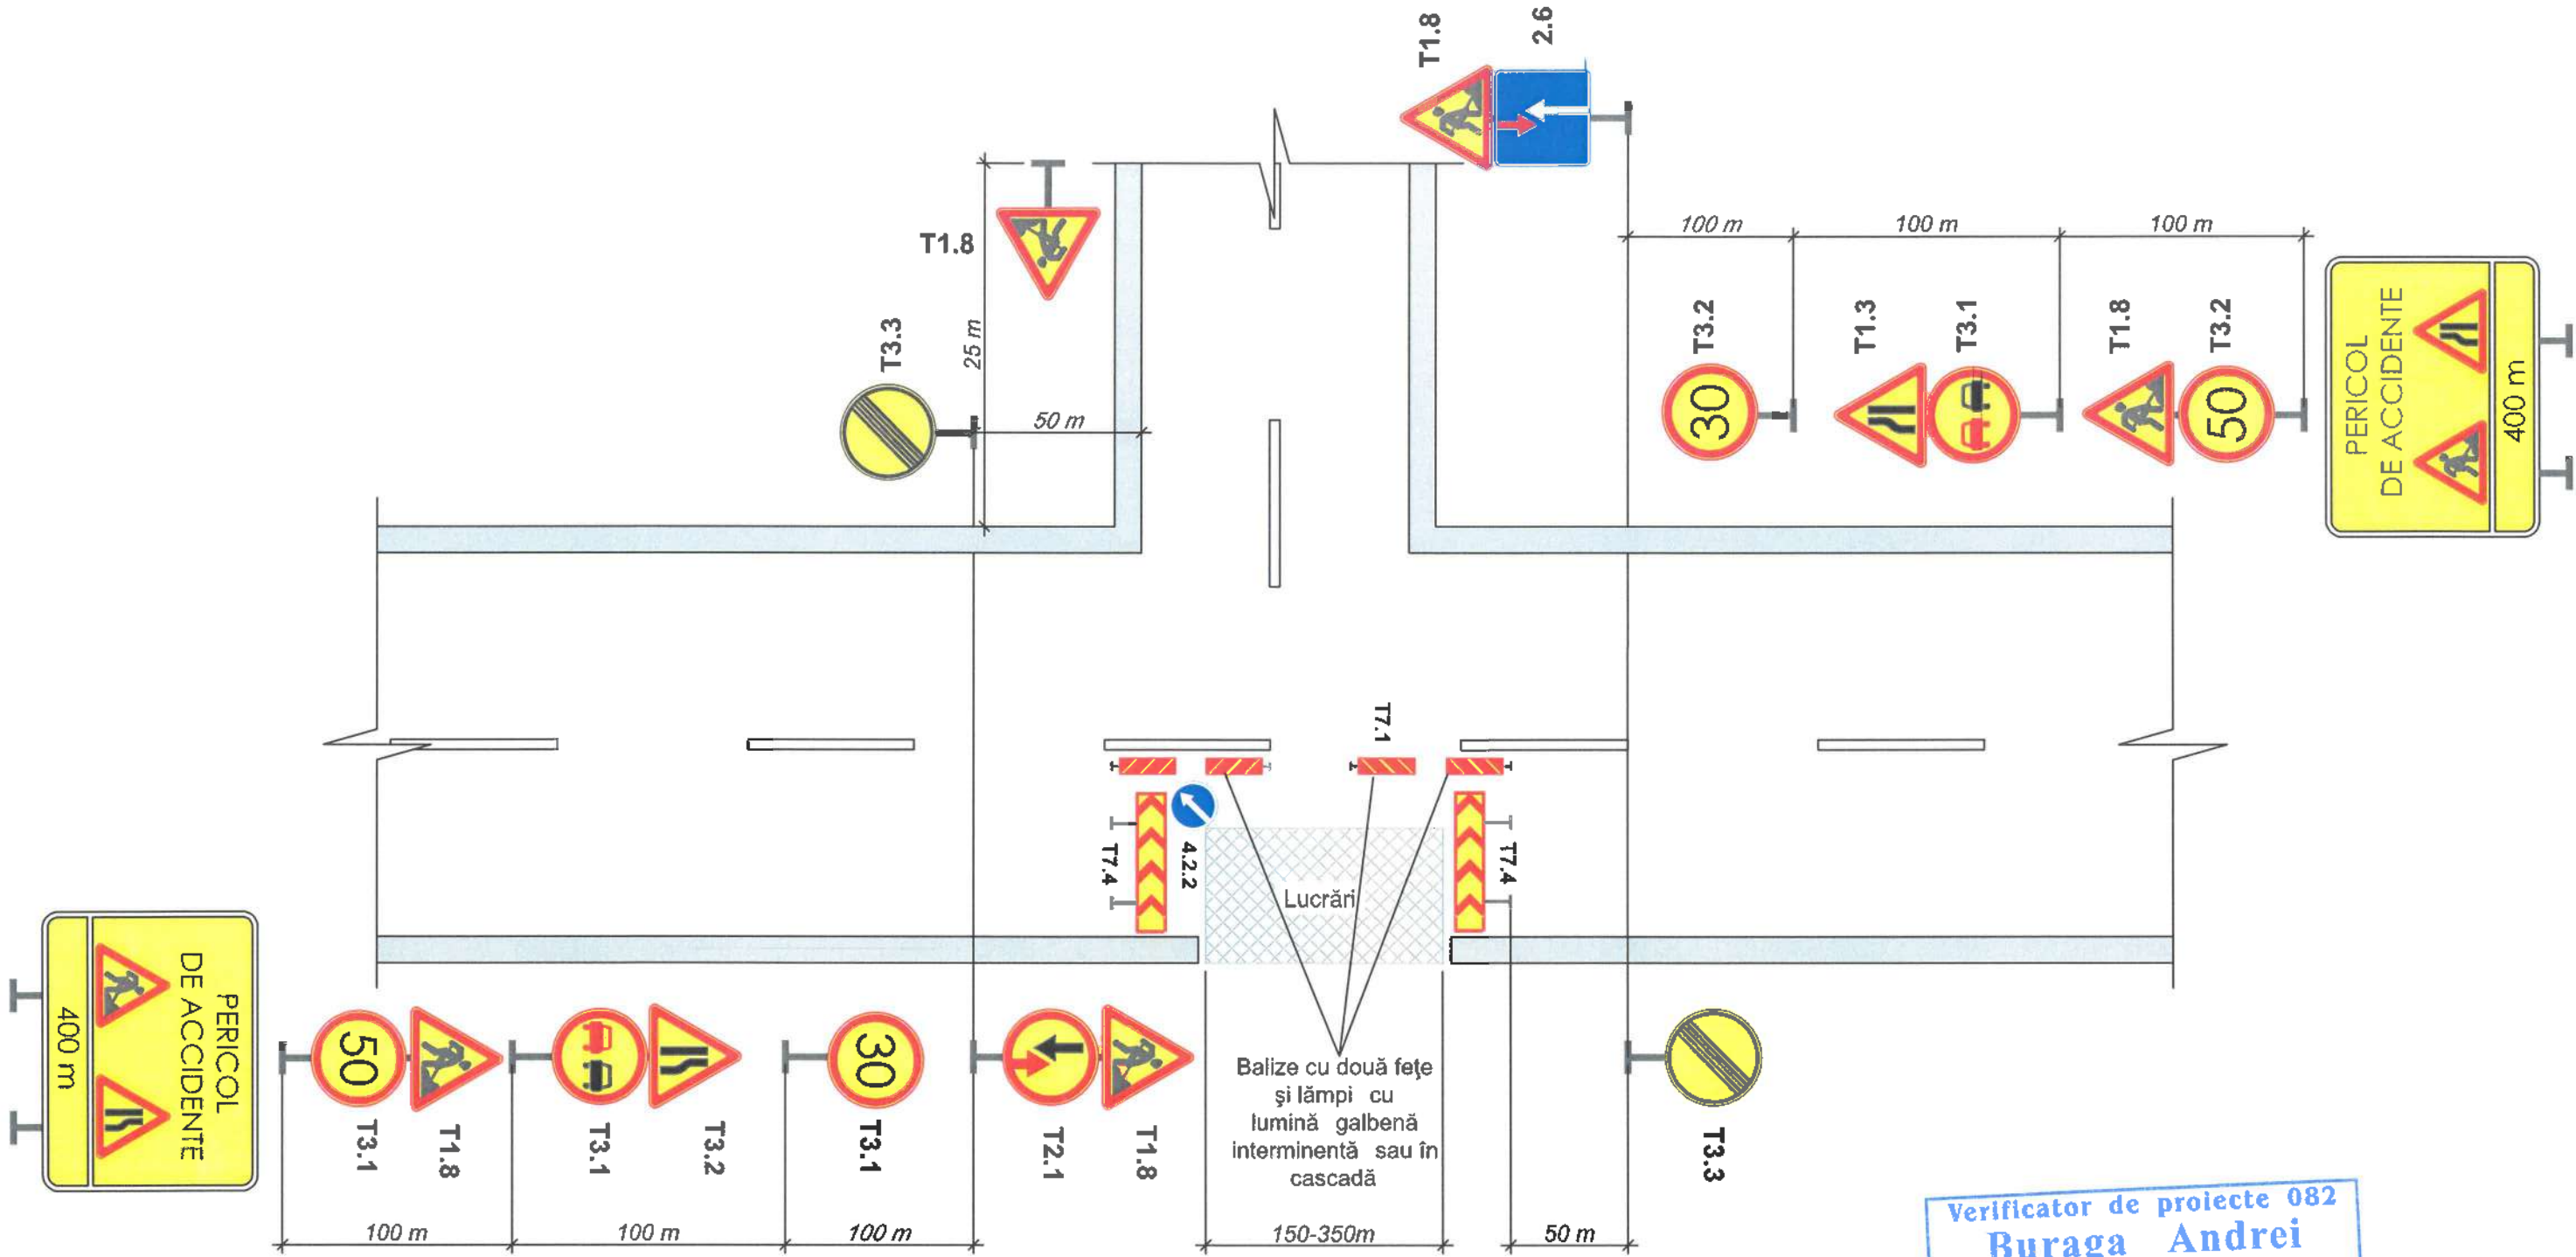 T1.8
2.6
T1.8
T3.3
25 m
50 m
100 m
100 m
100 m
30
T3.2
T1.3
T3.1
T1.8
50
T3.2
PERICOL
DE ACCIDENTE
400 m
T7.1
T7.4
4.2.2
Lucrări
T7.4
PERICOL
DE ACCIDENTE
400 m
50
T3.1
T1.8
T3.1
T3.2
30
T3.1
T2.1
T1.8
Balize cu două fețe
și lămpi cu
lumină galbenă
interminentă sau în
cascadă
T3.3
100 m
100 m
100 m
150-350m
50 m
Verificator de proiecte 082
Buraga Andrei